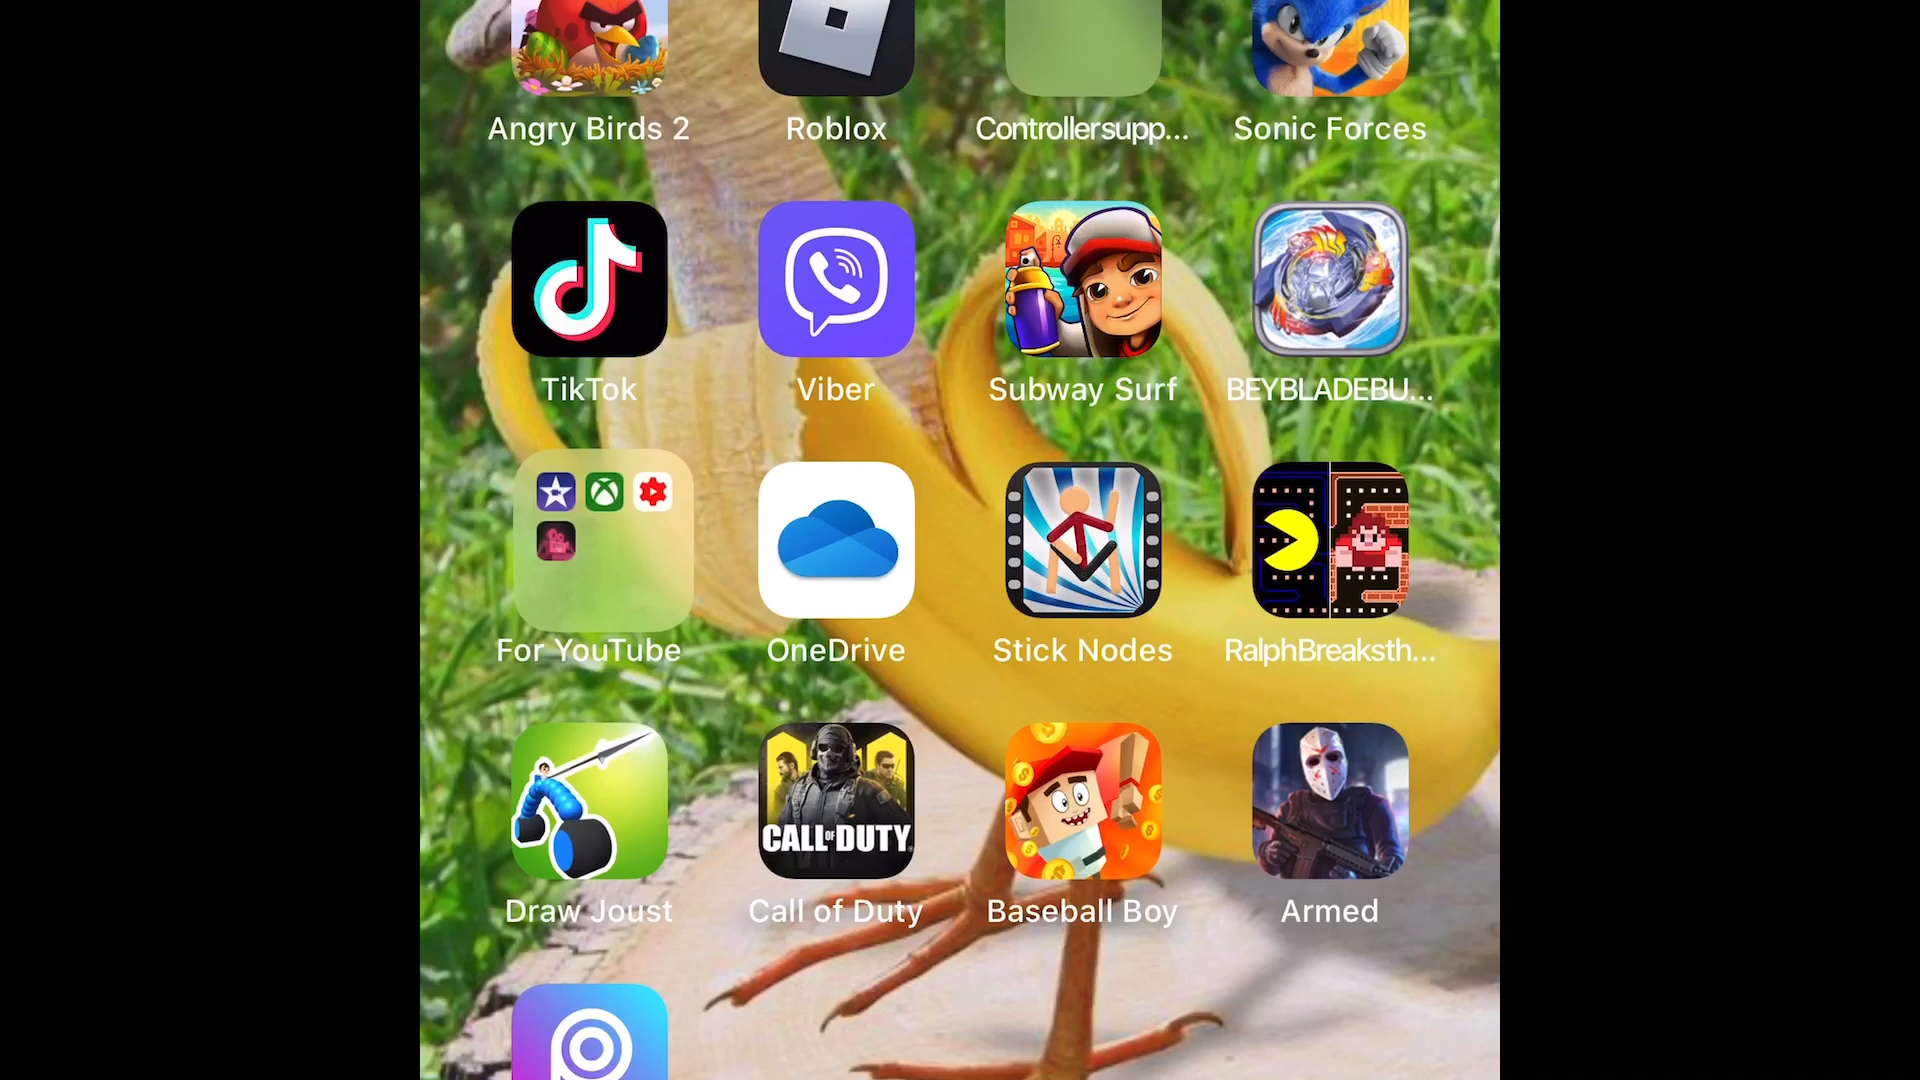 Angry Birds 2
Roblox
Controllersupp...
Sonic Forces
TikTok
Viber
Subway Surf
BEYBLADEBU...
For YouTube
OneDrive
Stick Nodes
RalphBreaksth...
CALL OF DUTY
Draw Joust
Call of Duty
Baseball Boy
Armed